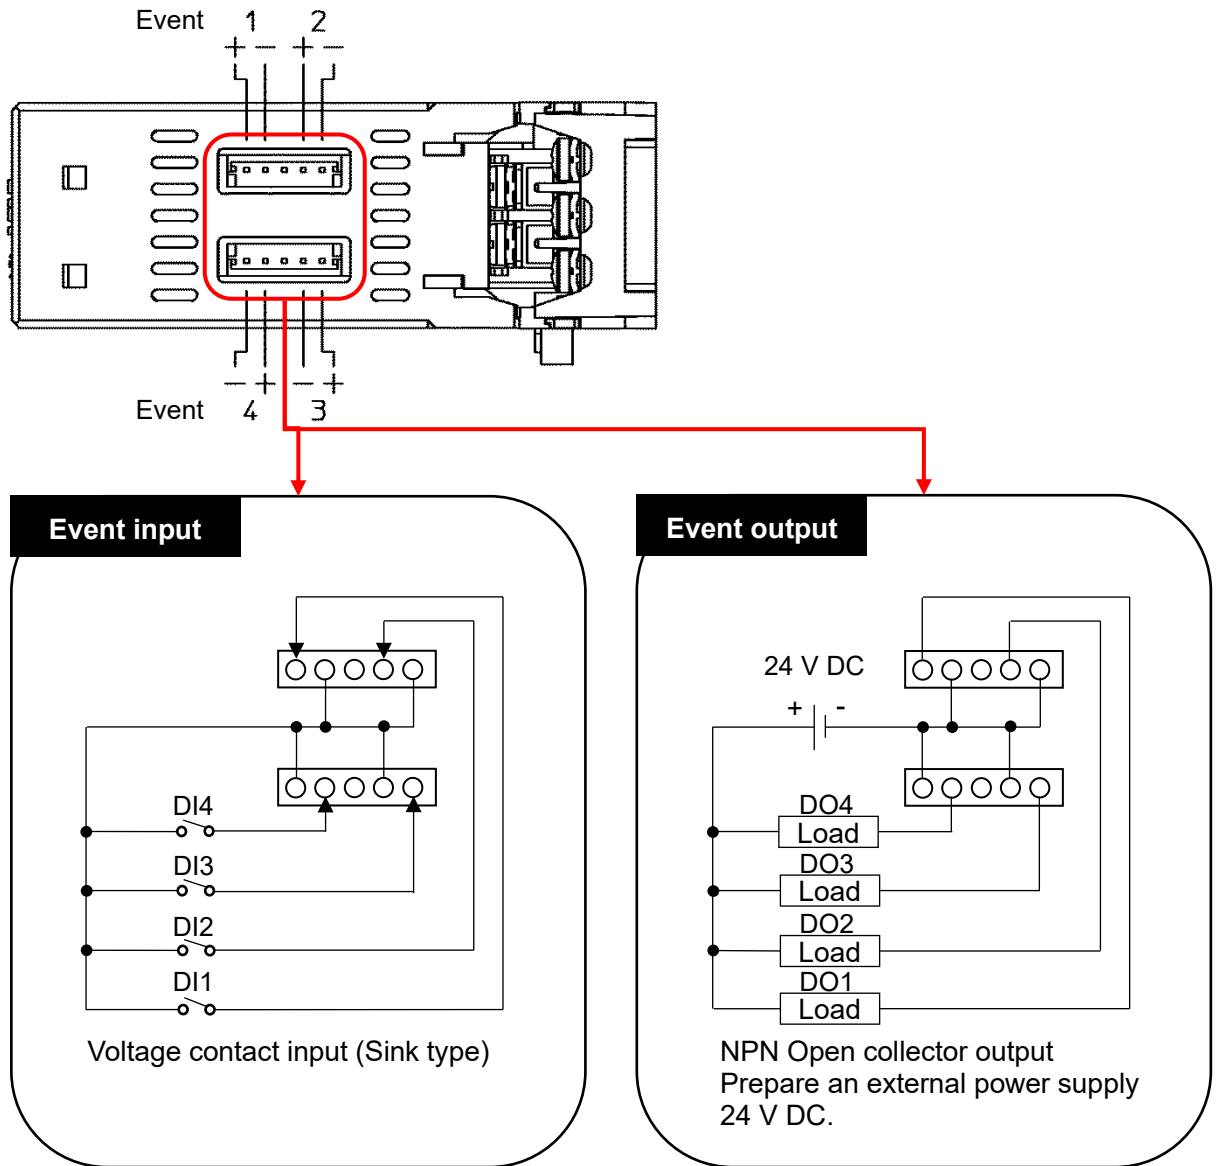 Event 1 2
+ - + -
- + - +
Event 4 3
Event input
DI4
DI3
DI2
DI1
Voltage contact input (Sink type)
Event output
24 V DC
+ -
DO4
Load
DO3
Load
DO2
Load
DO1
Load
NPN Open collector output
Prepare an external power supply
24 V DC.